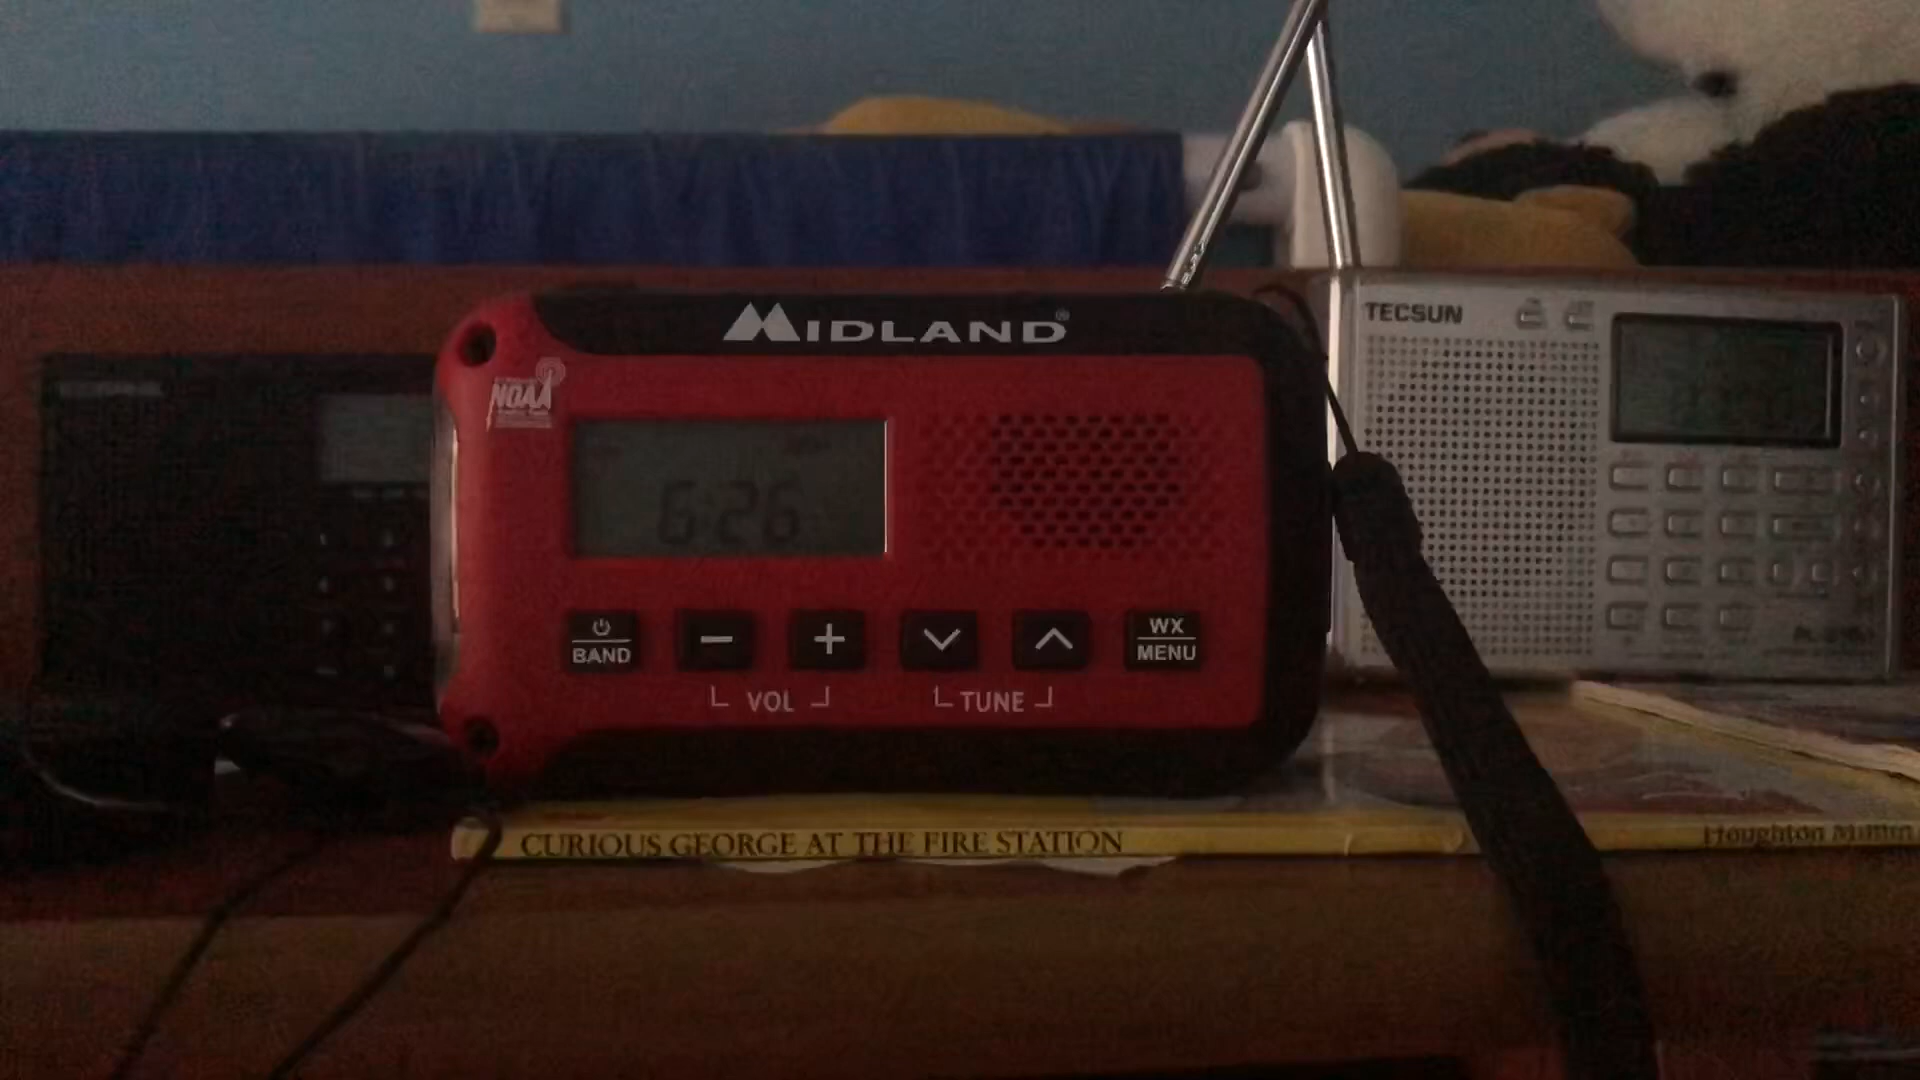 MIDLAND®
NOAA
6:26
BAND
WX
MENU
VOL
TUNE
TECSUN
CURIOUS GEORGE AT THE FIRE STATION
Houghton Mifflin